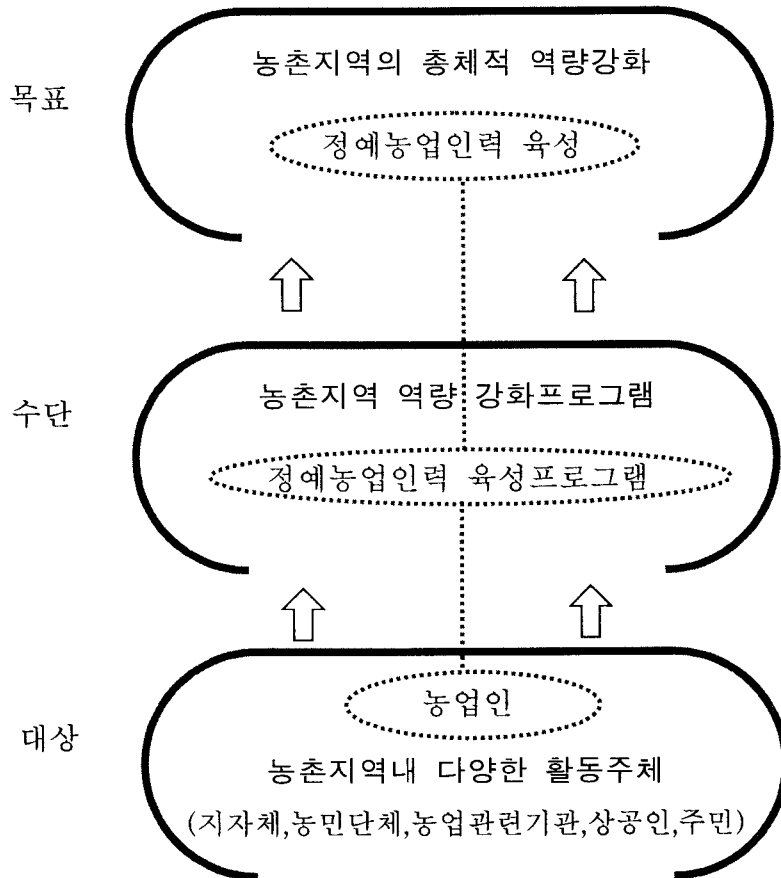 농촌지역의 총체적 역량강화
목표
정예농업인력 육성
농촌지역 역량 강화프로그램
수단
정예농업인력 육성프로그램
농업인
대상
농촌지역내 다양한 활동주체
(지자체,농민단체,농업관련기관,상공인,주민)